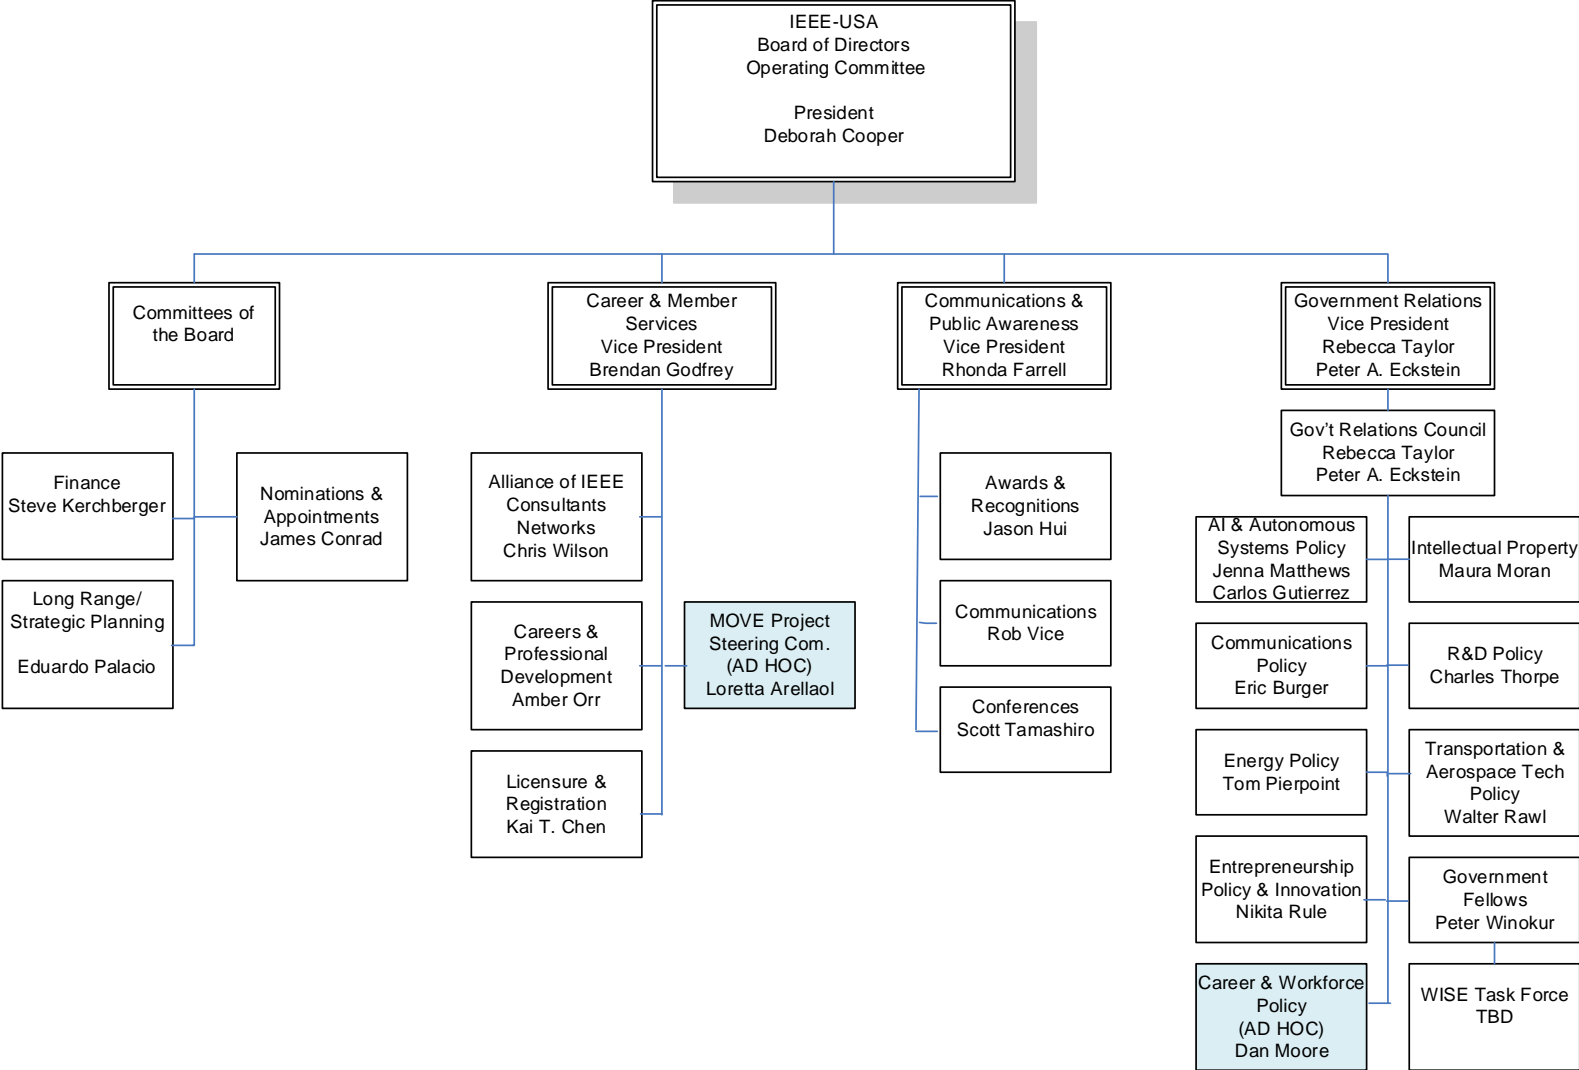 IEEE-USA
Board of Directors
Operating Committee
President
Deborah Cooper
Committees of
the Board
Career & Member
Services
Vice President
Brendan Godfrey
Communications &
Public Awareness
Vice President
Rhonda Farrell
Government Relations
Vice President
Rebecca Taylor
Peter A. Eckstein
Finance
Steve Kerchberger
Nominations &
Appointments
James Conrad
Long Range/
Strategic Planning
Eduardo Palacio
Alliance of IEEE
Consultants
Networks
Chris Wilson
Careers &
Professional
Development
Amber Orr
MOVE Project
Steering Com.
(AD HOC)
Loretta Arellaol
Licensure &
Registration
Kai T. Chen
Awards &
Recognitions
Jason Hui
Communications
Rob Vice
Conferences
Scott Tamashiro
Gov't Relations Council
Rebecca Taylor
Peter A. Eckstein
AI & Autonomous
Systems Policy
Jenna Matthews
Carlos Gutierrez
Intellectual Property
Maura Moran
Communications
Policy
Eric Burger
R&D Policy
Charles Thorpe
Energy Policy
Tom Pierpoint
Transportation &
Aerospace Tech
Policy
Walter Rawl
Entrepreneurship
Policy & Innovation
Nikita Rule
Government
Fellows
Peter Winokur
Career & Workforce
Policy
(AD HOC)
Dan Moore
WISE Task Force
TBD